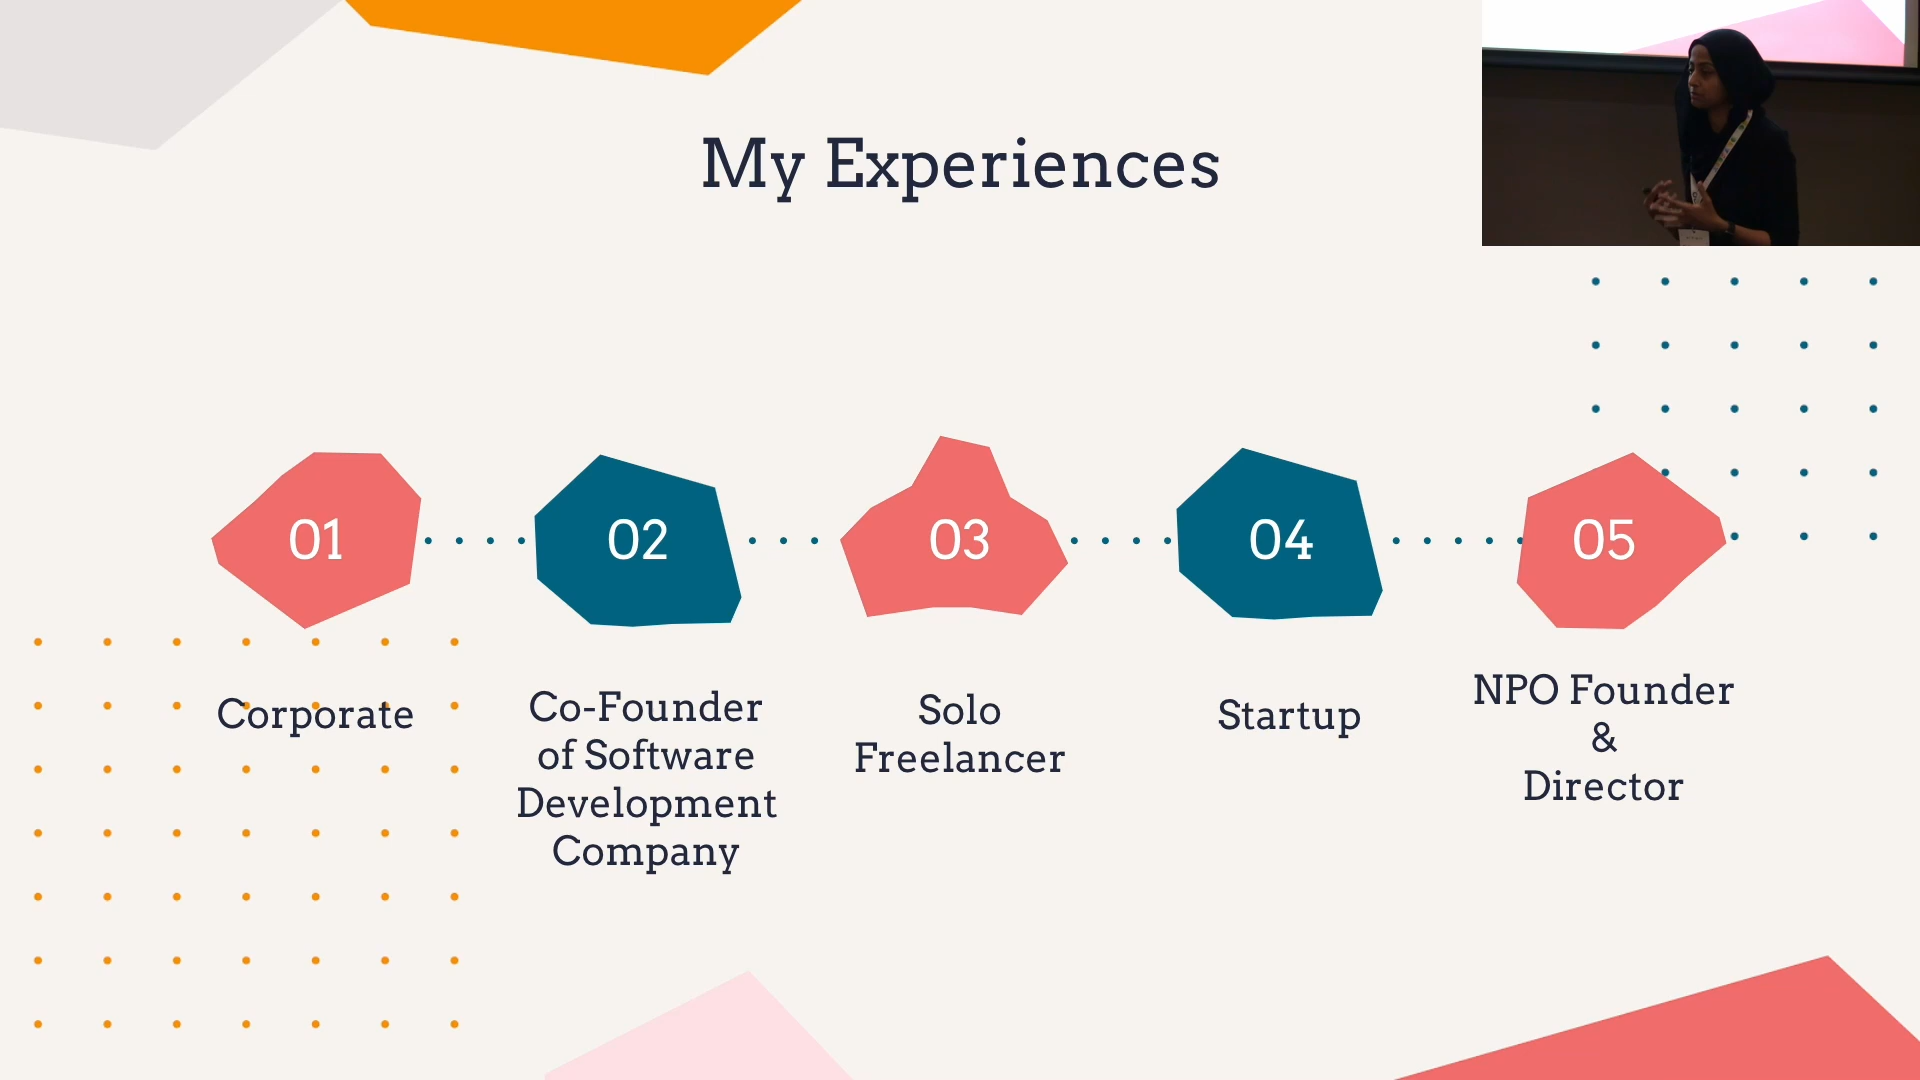 My Experiences
01
02
03
04
05
Corporate
Co-Founder
of Software
Development
Company
Solo
Freelancer
Startup
NPO Founder
&
Director